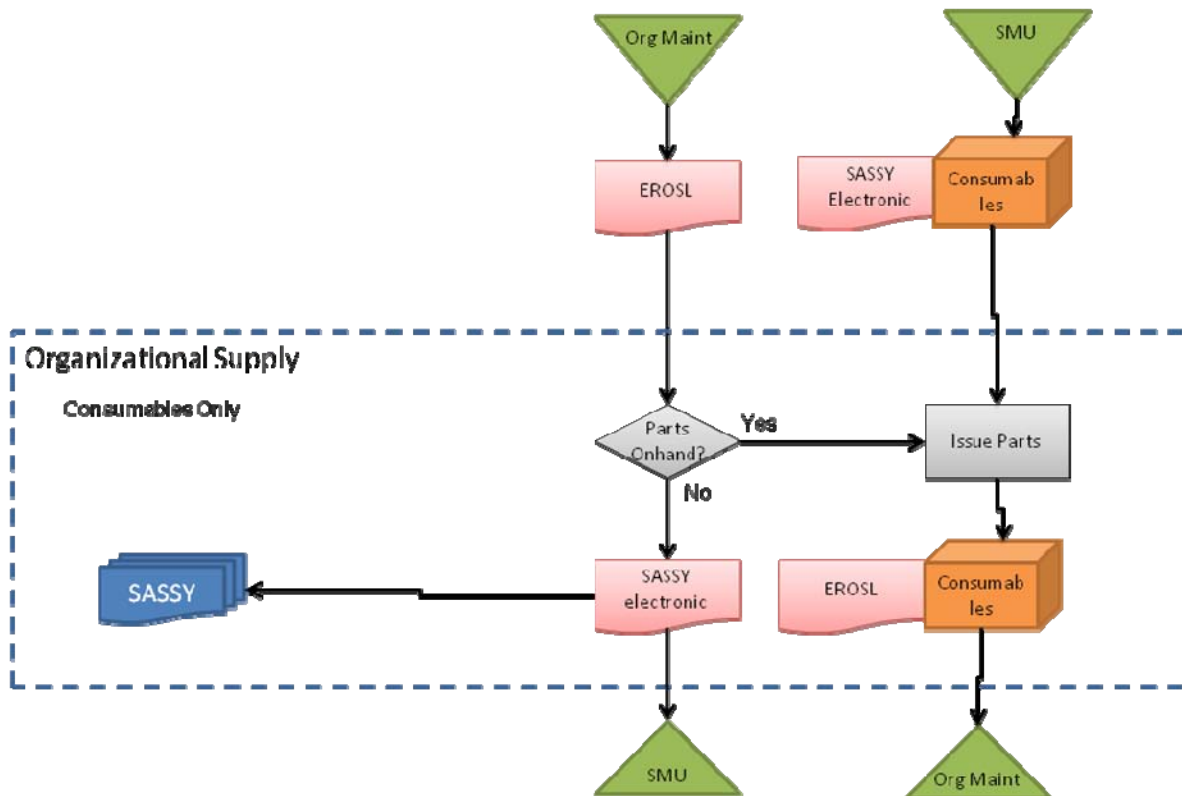 Org Maint
SMU
EROSL
SASSY
Electronic
Consumab
les
Organizational Supply
Consumables Only
Parts
Onhand?
Yes
Issue Parts
No
SASSY
SASSY
electronic
EROSL
Consumab
les
SMU
Org Maint